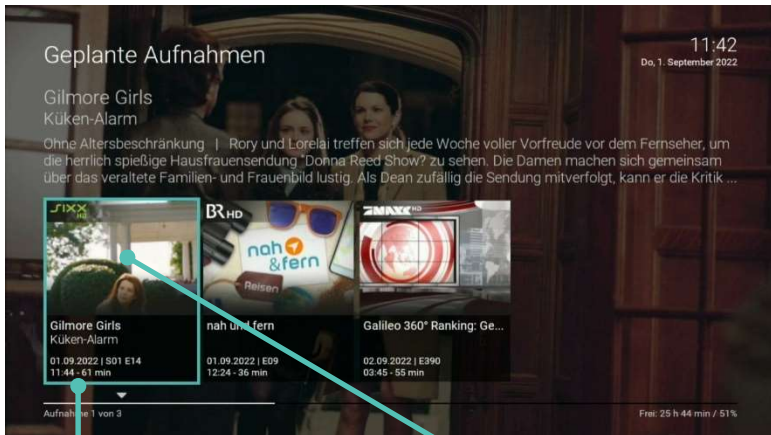 Geplante Aufnahmen
11:42
Do, 1. September 2022
Gilmore Girls
Küken-Alarm
Ohne Altersbeschränkung | Rory und Lorelai treffen sich jede Woche voller Vorfreude vor dem Fernseher, um
die herrlich spießige Hausfrauensendung "Donna Reed Show? zu sehen. Die Damen machen sich gemeinsam
über das veraltete Familien- und Frauenbild lustig. Als Dean zufällig die Sendung mitverfolgt, kann er die Kritik ...
SIXX HD
BR HD
MAXX HD
nah
&fern
Reisen
Gilmore Girls
Küken-Alarm
01.09.2022 | S01 E14
11:44 - 61 min
nah und fern
01.09.2022 | E09
12:24 - 36 min
Galileo 360° Ranking: Ge...
02.09.2022 | E390
03:45 - 55 min
Aufnahme 1 von 3
Frei: 25 h 44 min / 51%